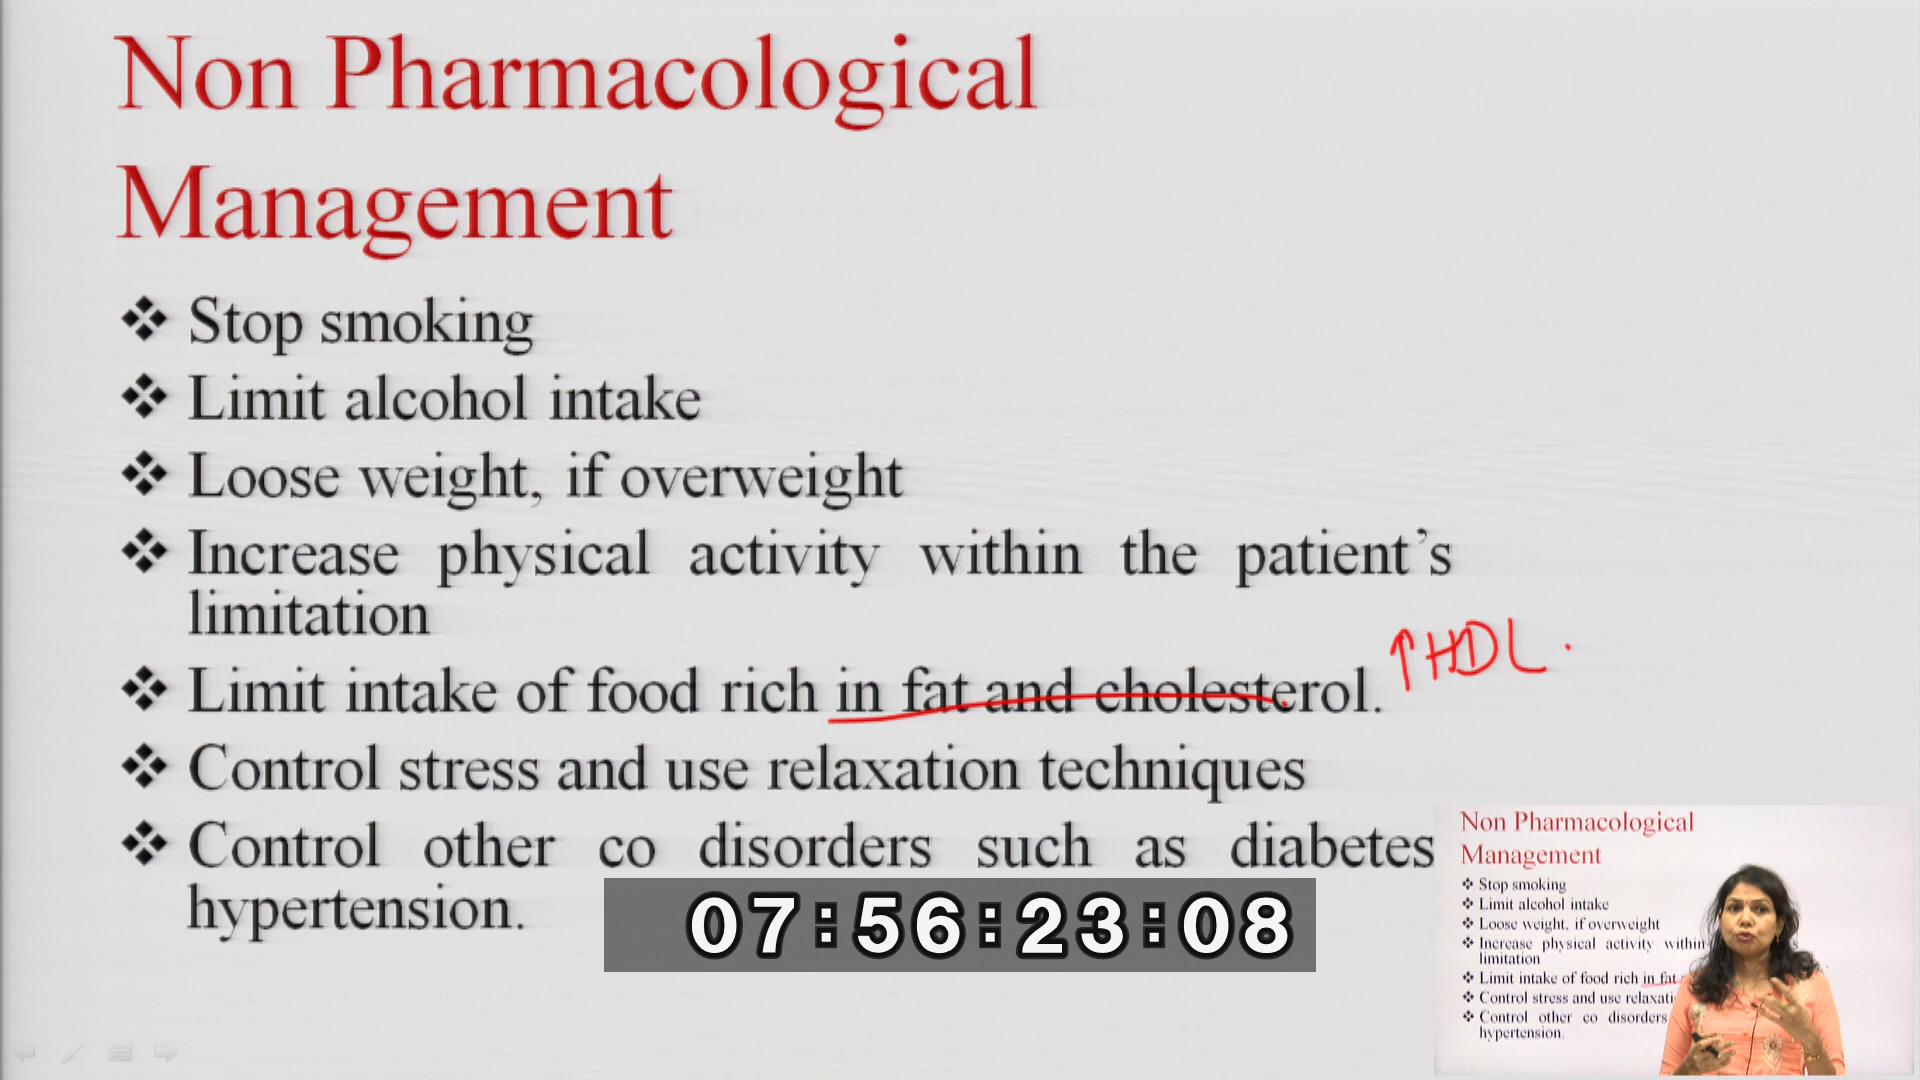 Non Pharmacological
Management
❖ Stop smoking
❖ Limit alcohol intake
❖ Loose weight, if overweight
❖ Increase physical activity within the patient's
limitation
❖ Limit intake of food rich in fat and cholesterol.
↑HDL.
❖ Control stress and use relaxation techniques
❖ Control other co disorders such as diabetes
hypertension.
07:56:23:08
Non Pharmacological
Management
❖ Stop smoking
❖ Limit alcohol intake
❖ Loose weight, if overweight
❖ Increase physical activity within
limitation
❖ Limit intake of food rich in fat
❖ Control stress and use
❖ Control other co disorders
hypertension.